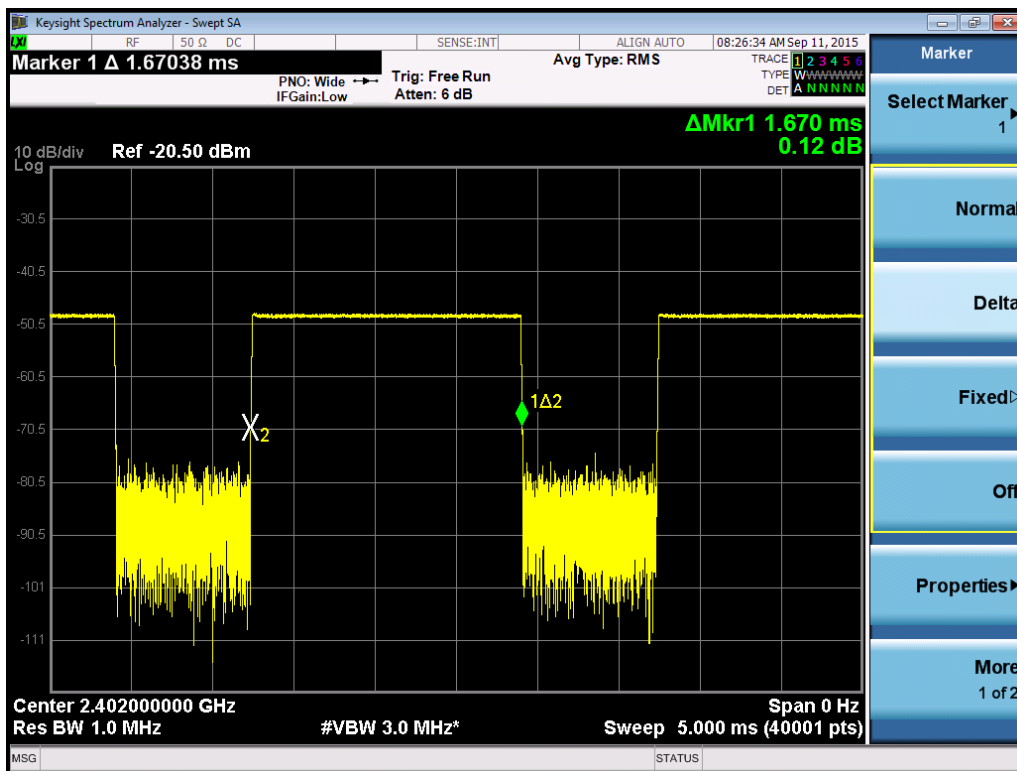 Keysight Spectrum Analyzer - Swept SA
LXI RF 50 Ω DC SENSE:INT ALIGN AUTO 08:26:34 AM Sep 11, 2015
Marker 1 Δ 1.67038 ms
PNO: Wide
IFGain:Low
Trig: Free Run
Atten: 6 dB
Avg Type: RMS
TRACE 1 2 3 4 5 6
TYPE WWWWWWW
DET A N N N N N
ΔMkr1 1.670 ms
0.12 dB
10 dB/div Ref -20.50 dBm
Log
-30.5
-40.5
-50.5
-60.5
-70.5
-80.5
-90.5
-101
-111
X2
1Δ2
Center 2.402000000 GHz Span 0 Hz
Res BW 1.0 MHz #VBW 3.0 MHz* Sweep 5.000 ms (40001 pts)
MSG STATUS
Marker
Select Marker
1
Normal
Delta
Fixed
Off
Properties
More
1 of 2